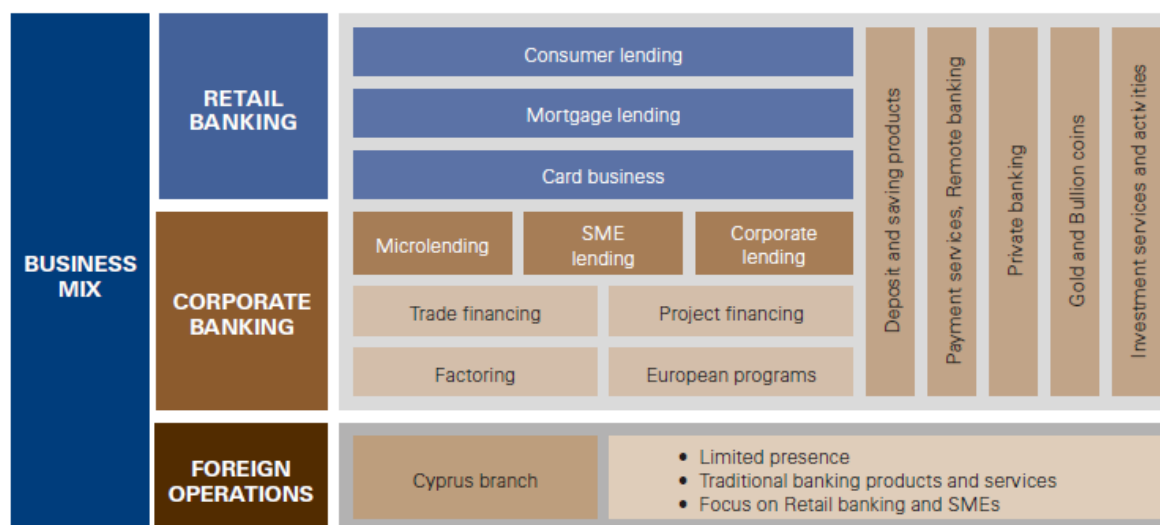 BUSINESS
MIX
RETAIL
BANKING
Consumer lending
Mortgage lending
Card business
CORPORATE
BANKING
Microlending
SME
lending
Corporate
lending
Trade financing
Project financing
Factoring
European programs
Deposit and saving products
Payment services, Remote banking
Private banking
Gold and Bullion coins
Investment services and activities
FOREIGN
OPERATIONS
Cyprus branch
• Limited presence
• Traditional banking products and services
• Focus on Retail banking and SMEs